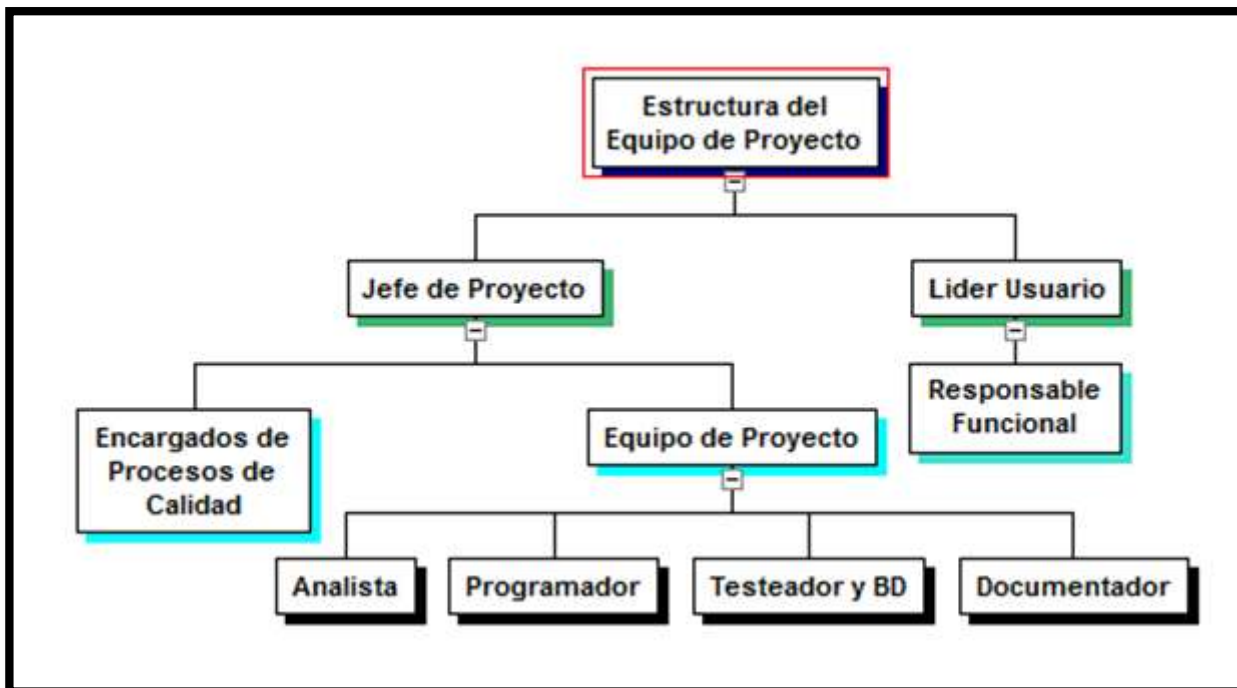 Estructura del
Equipo de Proyecto
Jefe de Proyecto
Lider Usuario
Encargados de
Procesos de
Calidad
Equipo de Proyecto
Responsable
Funcional
Analista
Programador
Testeador y BD
Documentador